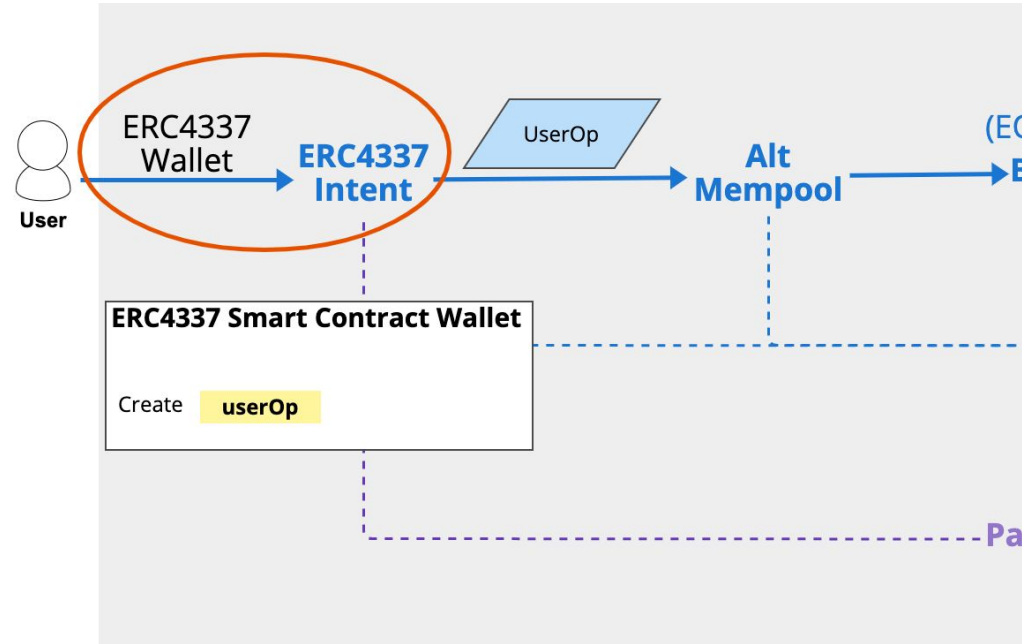 ERC4337
Wallet
ERC4337
Intent
UserOp
Alt
Mempool
User
ERC4337 Smart Contract Wallet
Create userOp